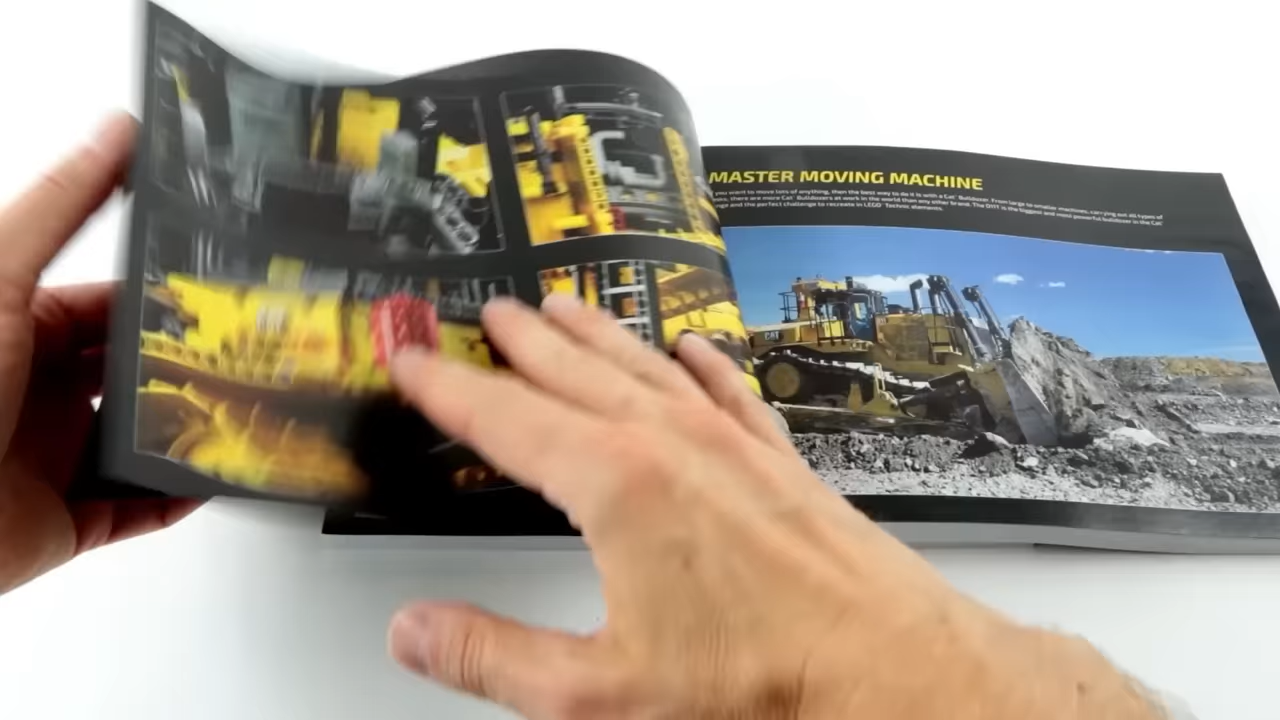 MASTER MOVING MACHINE
you want to move lots of anything, then the best way to do it is with a Cat® Bulldozer. From large to smaller machines, carrying out all types of
there are more Cat® Bulldozers at work in the world than any other brand. The D11T is the biggest and most powerful bulldozer in the Cat®
and the perfect challenge to recreate in LEGO® Technic elements.
CAT